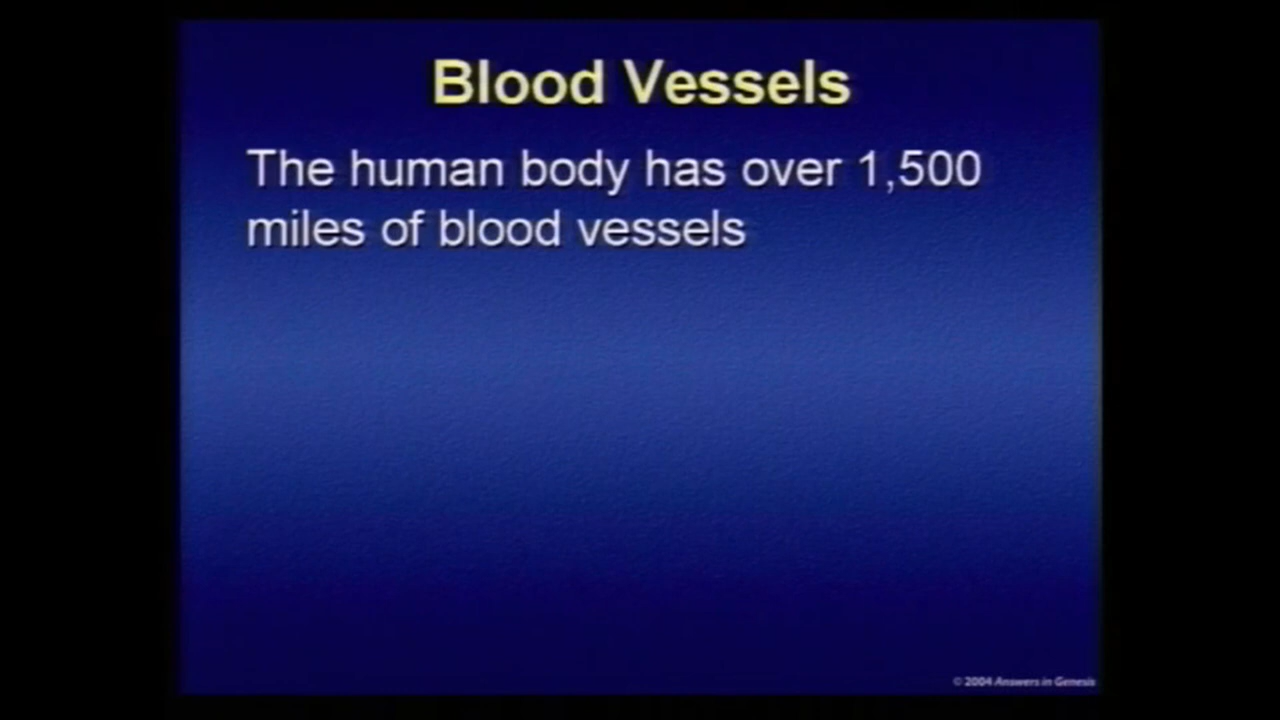 Blood Vessels
The human body has over 1,500
miles of blood vessels
© 2004 Answers in Genesis